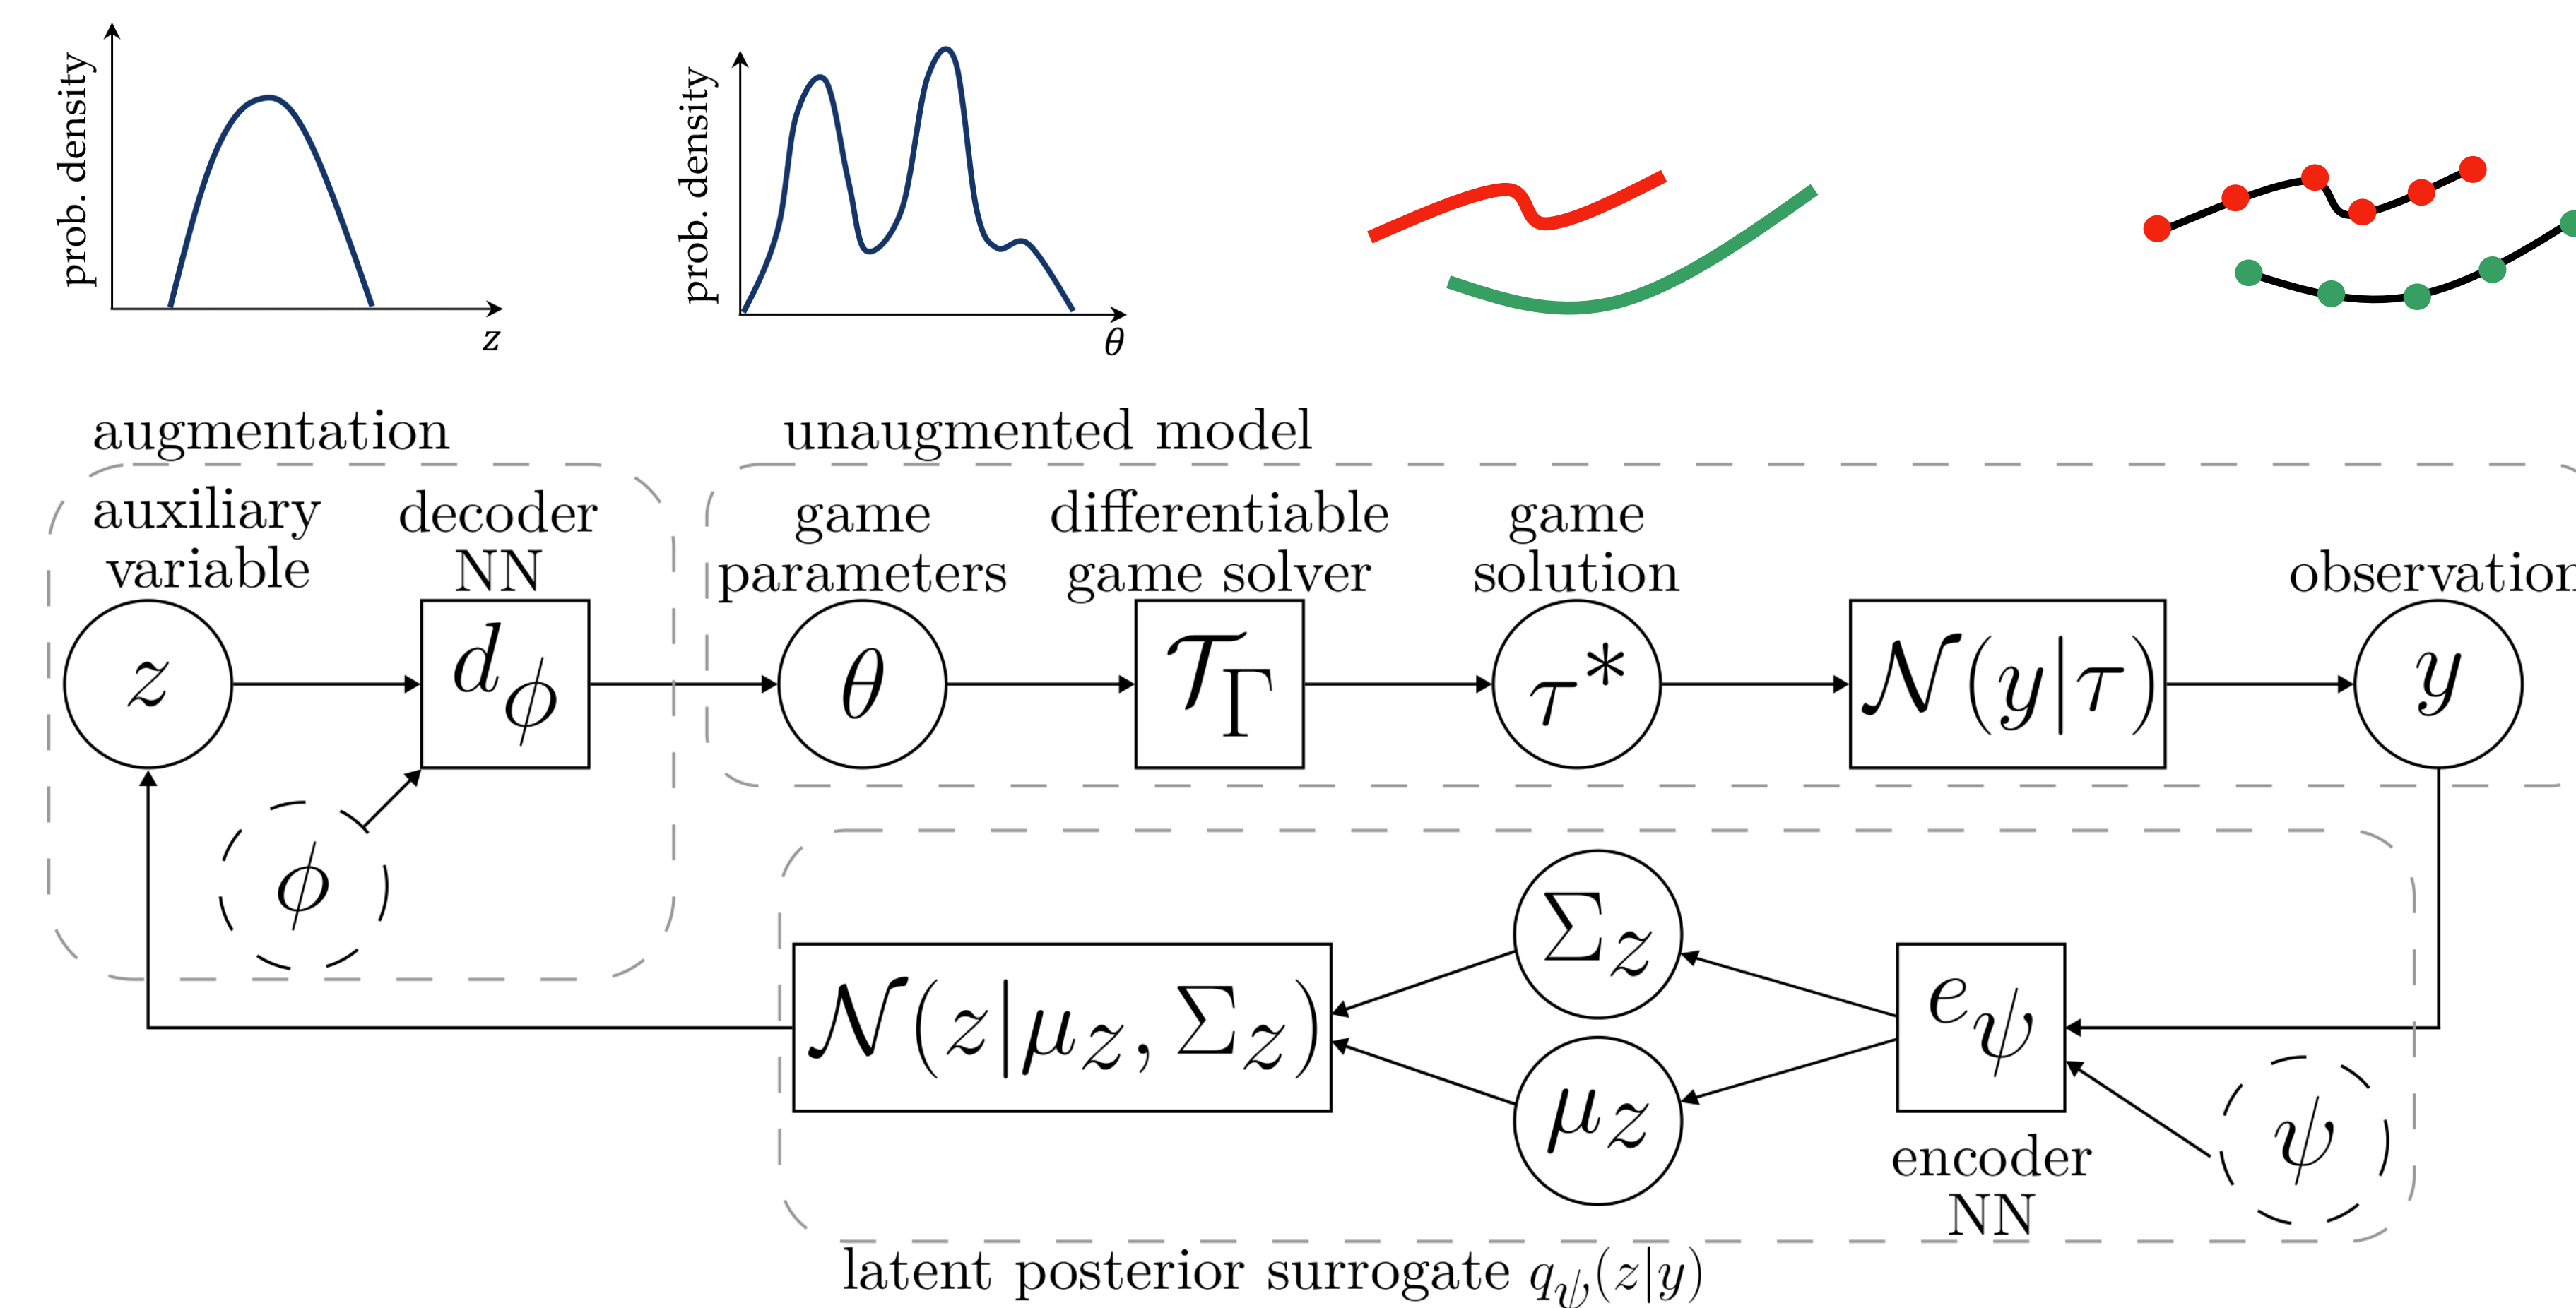 prob. density
z
prob. density
θ
augmentation
unaugmented model
auxiliary
variable
decoder
NN
game
parameters
differentiable
game solver
game
solution
observation
z
d_ϕ
θ
𝒯_Γ
τ*
𝒩(y|τ)
y
ϕ
𝒩(z|μ_z, Σ_z)
Σ_z
μ_z
e_ψ
encoder
NN
ψ
latent posterior surrogate q_ψ(z|y)